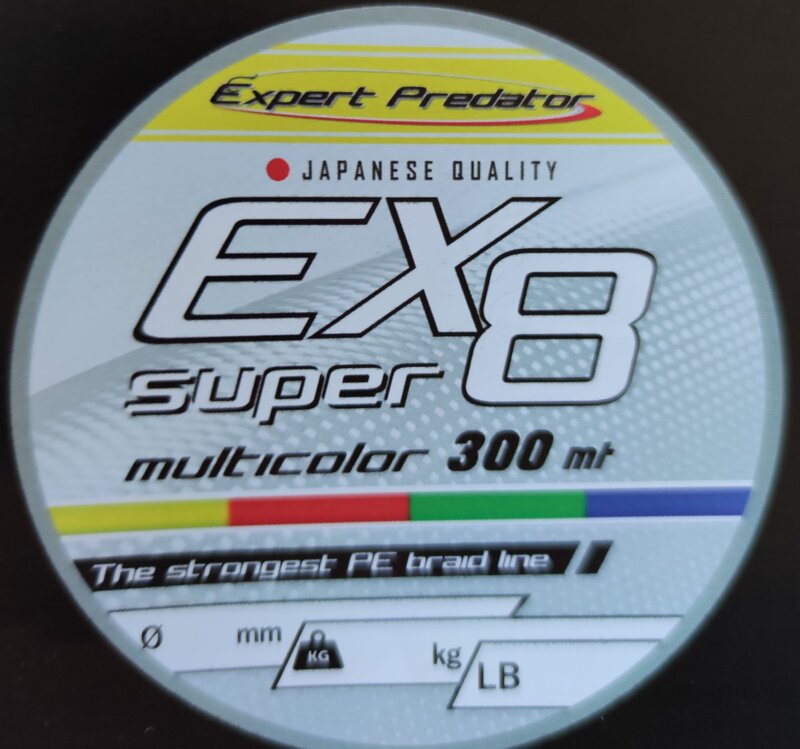 Expert Predator
JAPANESE QUALITY
EX8
super
multicolor 300 mt
The strongest PE braid line
Ø mm
KG kg
LB